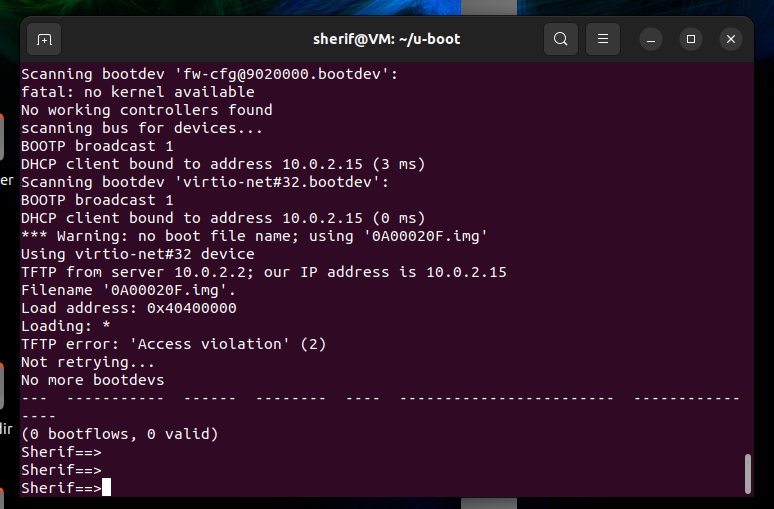 sherif@VM: ~/u-boot
Scanning bootdev 'fw-cfg@9020000.bootdev':
fatal: no kernel available
No working controllers found
scanning bus for devices...
BOOTP broadcast 1
DHCP client bound to address 10.0.2.15 (3 ms)
Scanning bootdev 'virtio-net#32.bootdev':
BOOTP broadcast 1
DHCP client bound to address 10.0.2.15 (0 ms)
*** Warning: no boot file name; using '0A00020F.img'
Using virtio-net#32 device
TFTP from server 10.0.2.2; our IP address is 10.0.2.15
Filename '0A00020F.img'.
Load address: 0x40400000
Loading: *
TFTP error: 'Access violation' (2)
Not retrying...
No more bootdevs
---  -----------  ------  --------  ----  ------------------------  ------------
----
(0 bootflows, 0 valid)
Sherif==>
Sherif==>
Sherif==>
er
dir